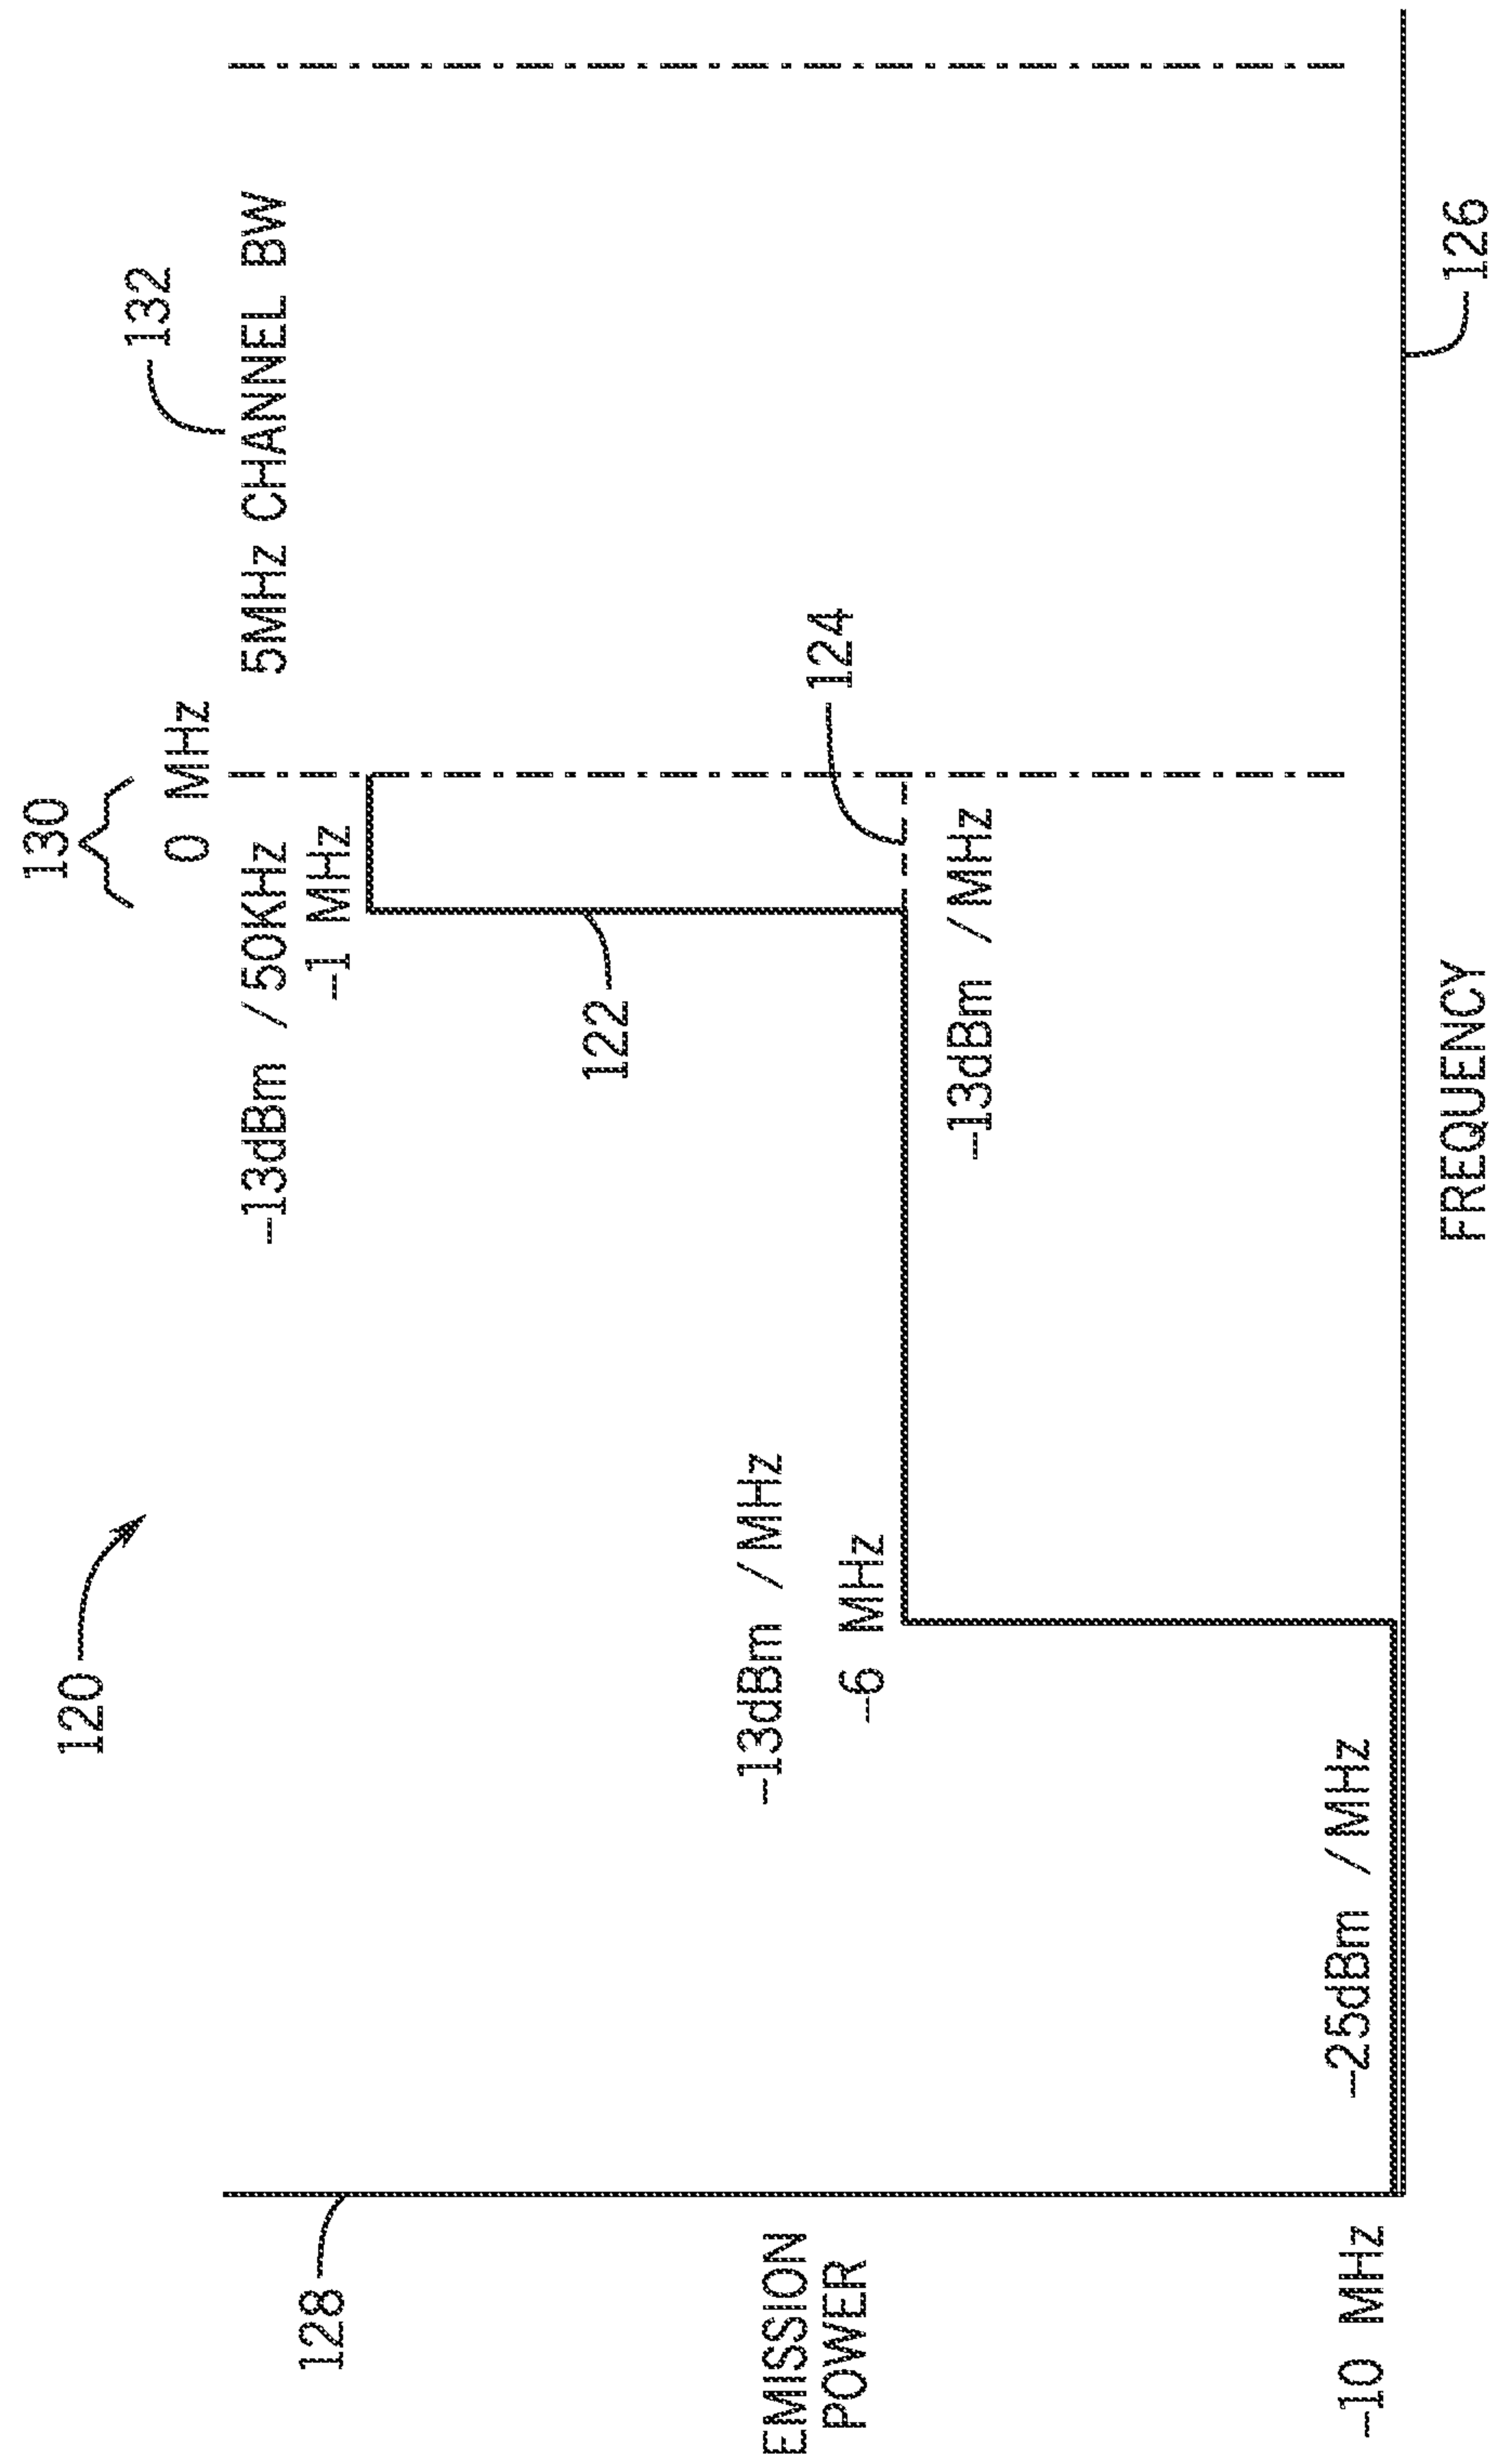 120
130
132
0 MHz
-13dBm /50KHz
5MHz CHANNEL BW
-1 MHz
128
122
-13dBm /MHz
124
-6 MHz
EMISSION
POWER
-13dBm /MHz
-25dBm /MHz
-10 MHz
FREQUENCY
126